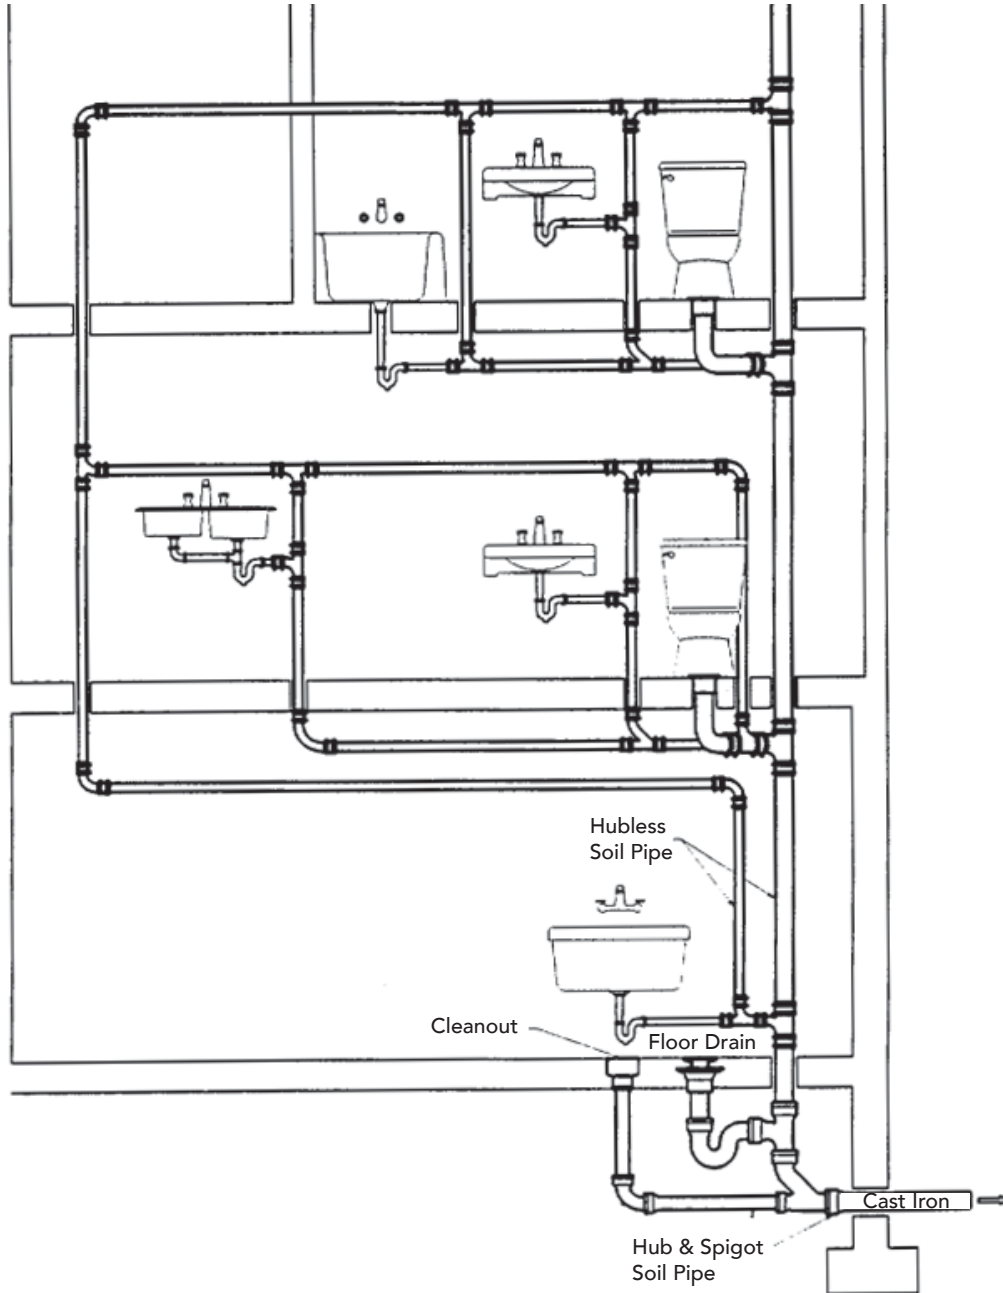 Hubless
Soil Pipe
Cleanout
Floor Drain
Cast Iron
Hub & Spigot
Soil Pipe